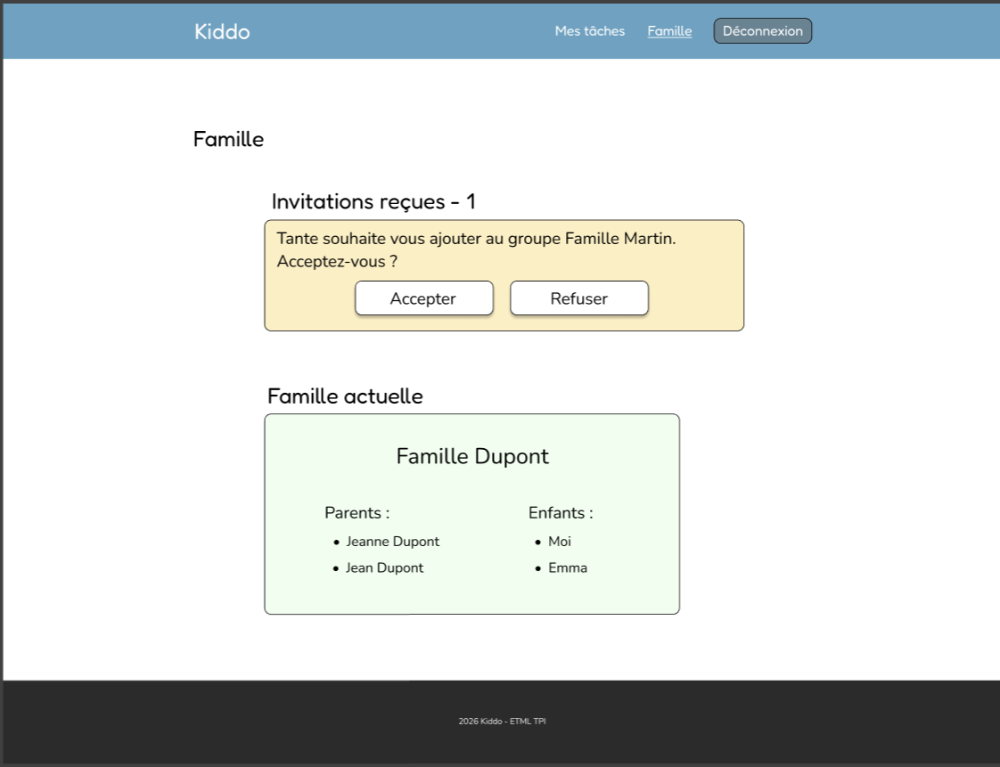 Kiddo
Mes tâches Famille Déconnexion
Famille
Invitations reçues - 1
Tante souhaite vous ajouter au groupe Famille Martin.
Acceptez-vous ?
Accepter Refuser
Famille actuelle
Famille Dupont
Parents :
• Jeanne Dupont
• Jean Dupont
Enfants :
• Moi
• Emma
2026 Kiddo - ETML TPI